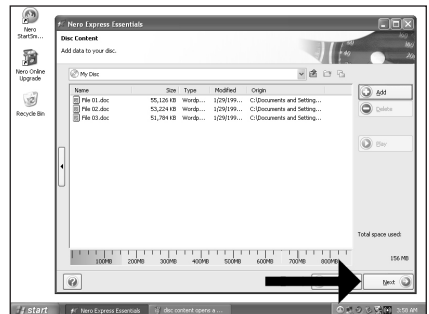 Nero
StartSm...
Nero Online
Upgrade
Recycle Bin
Nero Express Essentials
Disc Content
Add data to your disc.
My Disc
Name Size Type Modified Origin
File 01.doc 55,126 KB Wordp... 1/29/199... C:\Documents and Setting...
File 02.doc 53,224 KB Wordp... 1/29/199... C:\Documents and Setting...
File 03.doc 51,784 KB Wordp... 1/29/199... C:\Documents and Setting...
Add
Delete
Play
Total space used:
156 MB
100MB 200MB 300MB 400MB 500MB 600MB 700MB 800MB
Next
start Nero Express Essentials disc content opens a ... 3:58 AM